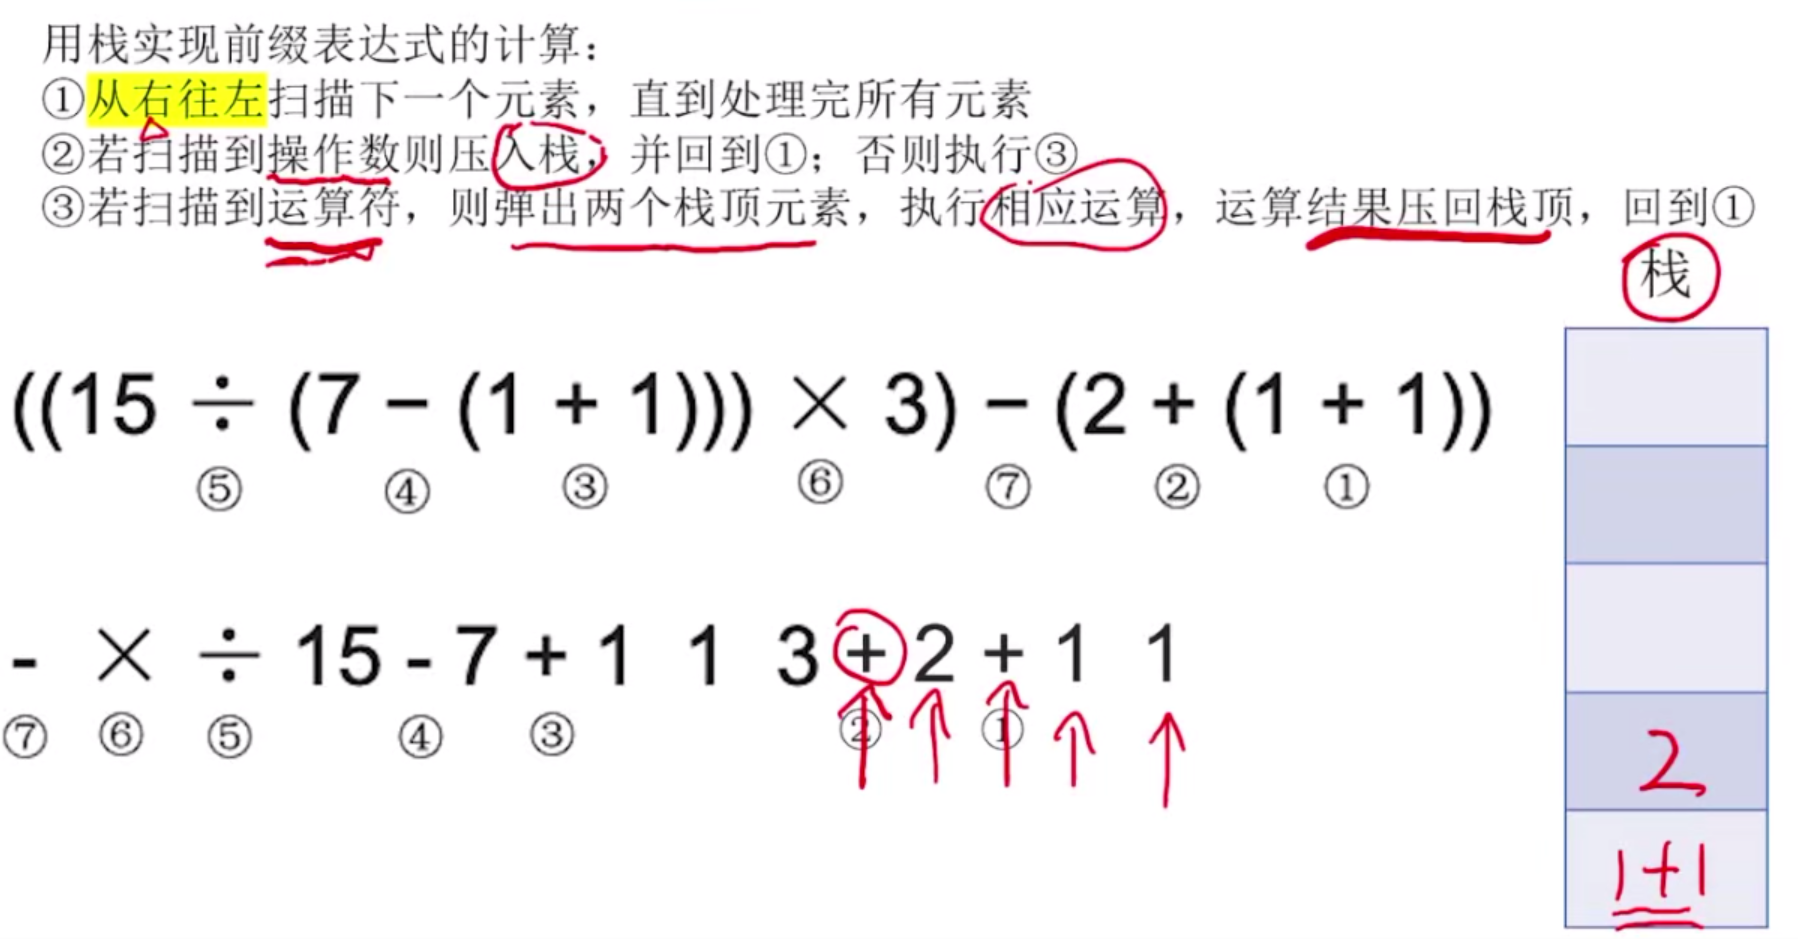 用栈实现前缀表达式的计算：
①从右往左扫描下一个元素，直到处理完所有元素
②若扫描到操作数则压入栈，并回到①；否则执行③
③若扫描到运算符，则弹出两个栈顶元素，执行相应运算，运算结果压回栈顶，回到①
栈
((15 ÷ (7 − (1 + 1))) × 3) − (2 + (1 + 1))
⑤ ④ ③ ⑥ ⑦ ② ①
- × ÷ 15 - 7 + 1 1 3 + 2 + 1 1
⑦ ⑥ ⑤ ④ ③ ② ①
2
1+1